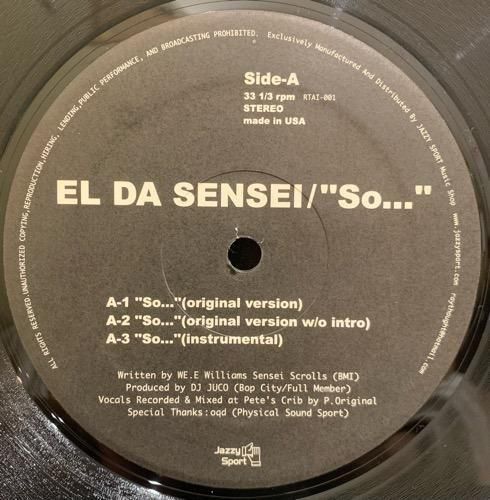 ALL RIGHTS RESERVED.UNAUTHORIZED COPYING,REPRODUCTION,HIRING, LENDING,PUBLIC PERFORMANCE, AND BROADCASTING PROHIBITED. Exclusively Manufactured And Distributed By JAZZY SPORT Music Shop www.jazzysport.com raythought@hotmail.com
Side-A
33 1/3 rpm RTAI-001
STEREO
made in USA
EL DA SENSEI/"So..."
A-1 "So..."(original version)
A-2 "So..."(original version w/o intro)
A-3 "So..."(instrumental)
Written by WE.E Williams Sensei Scrolls (BMI)
Produced by DJ JUCO (Bop City/Full Member)
Vocals Recorded & Mixed at Pete's Crib by P.Original
Special Thanks:oqd (Physical Sound Sport)
Jazzy
Sport